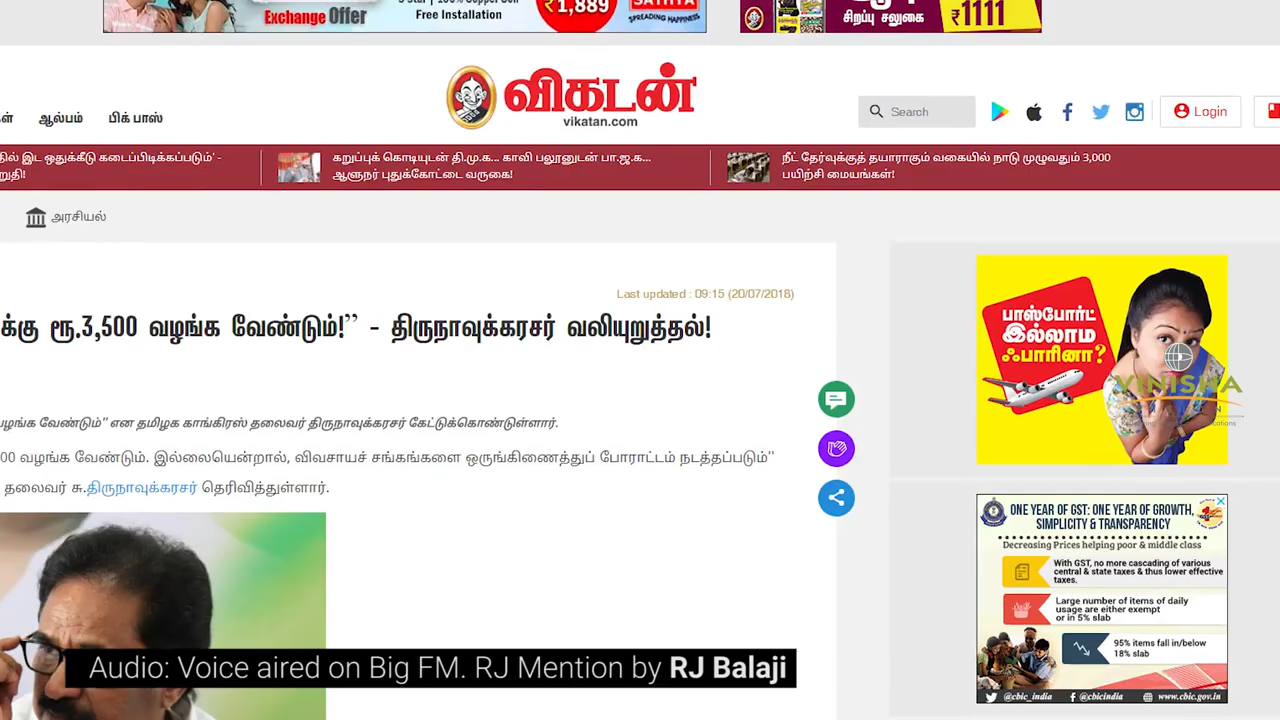 Exchange Offer
Free Installation
₹1,889
SATHYA
SPREADING HAPPINESS
சிறப்பு சலுகை
₹1111
ஆல்பம்
பிக் பாஸ்
விகடன்
vikatan.com
Search
Login
தில் இட ஒதுக்கீடு கடைப்பிடிக்கப்படும்' -
றுதி!
கறுப்புக் கொடியுடன் தி.மு.க... காவி பலூனுடன் பா.ஜ.க...
ஆளுநர் புதுக்கோட்டை வருகை!
நீட் தேர்வுக்குத் தயாராகும் வகையில் நாடு முழுவதும் 3,000
பயிற்சி மையங்கள்!
அரசியல்
Last updated : 09:15 (20/07/2018)
க்கு ரூ.3,500 வழங்க வேண்டும்!” - திருநாவுக்கரசர் வலியுறுத்தல்!
வழங்க வேண்டும்" என தமிழக காங்கிரஸ் தலைவர் திருநாவுக்கரசர் கேட்டுக்கொண்டுள்ளார்.
00 வழங்க வேண்டும். இல்லையென்றால், விவசாயச் சங்கங்களை ஒருங்கிணைத்துப் போராட்டம் நடத்தப்படும்"
தலைவர் சு.திருநாவுக்கரசர் தெரிவித்துள்ளார்.
பாஸ்போர்ட்
இல்லாம
ஃபாரினா?
VINISHA
ONE YEAR OF GST: ONE YEAR OF GROWTH,
SIMPLICITY & TRANSPARENCY
Decreasing Prices helping poor & middle class
With GST, no more cascading of various
central & state taxes & thus lower effective
taxes.
Large number of items of daily
usage are either exempt
or in 5% slab
95% items fall in/below
18% slab
@cbic_india @cbicindia www.cbic.gov.in
Audio: Voice aired on Big FM. RJ Mention by RJ Balaji